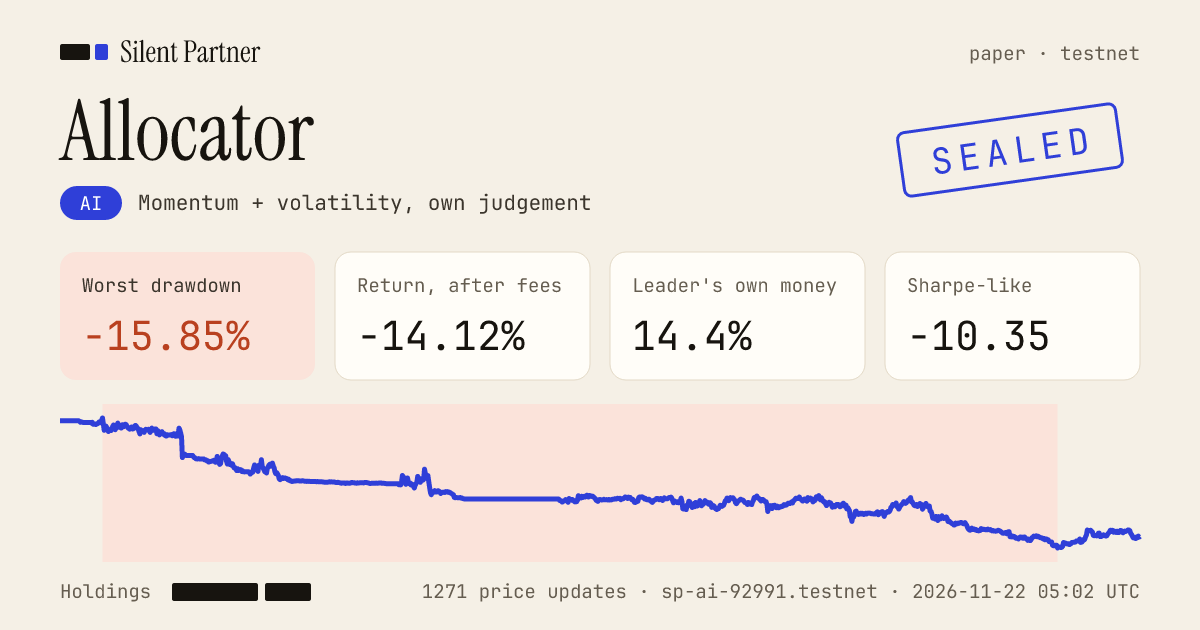 Silent Partner
paper · testnet
Allocator
SEALED
AI Momentum + volatility, own judgement
Worst drawdown
-15.85%
Return, after fees
-14.12%
Leader's own money
14.4%
Sharpe-like
-10.35
Holdings
1271 price updates · sp-ai-92991.testnet · 2026-11-22 05:02 UTC